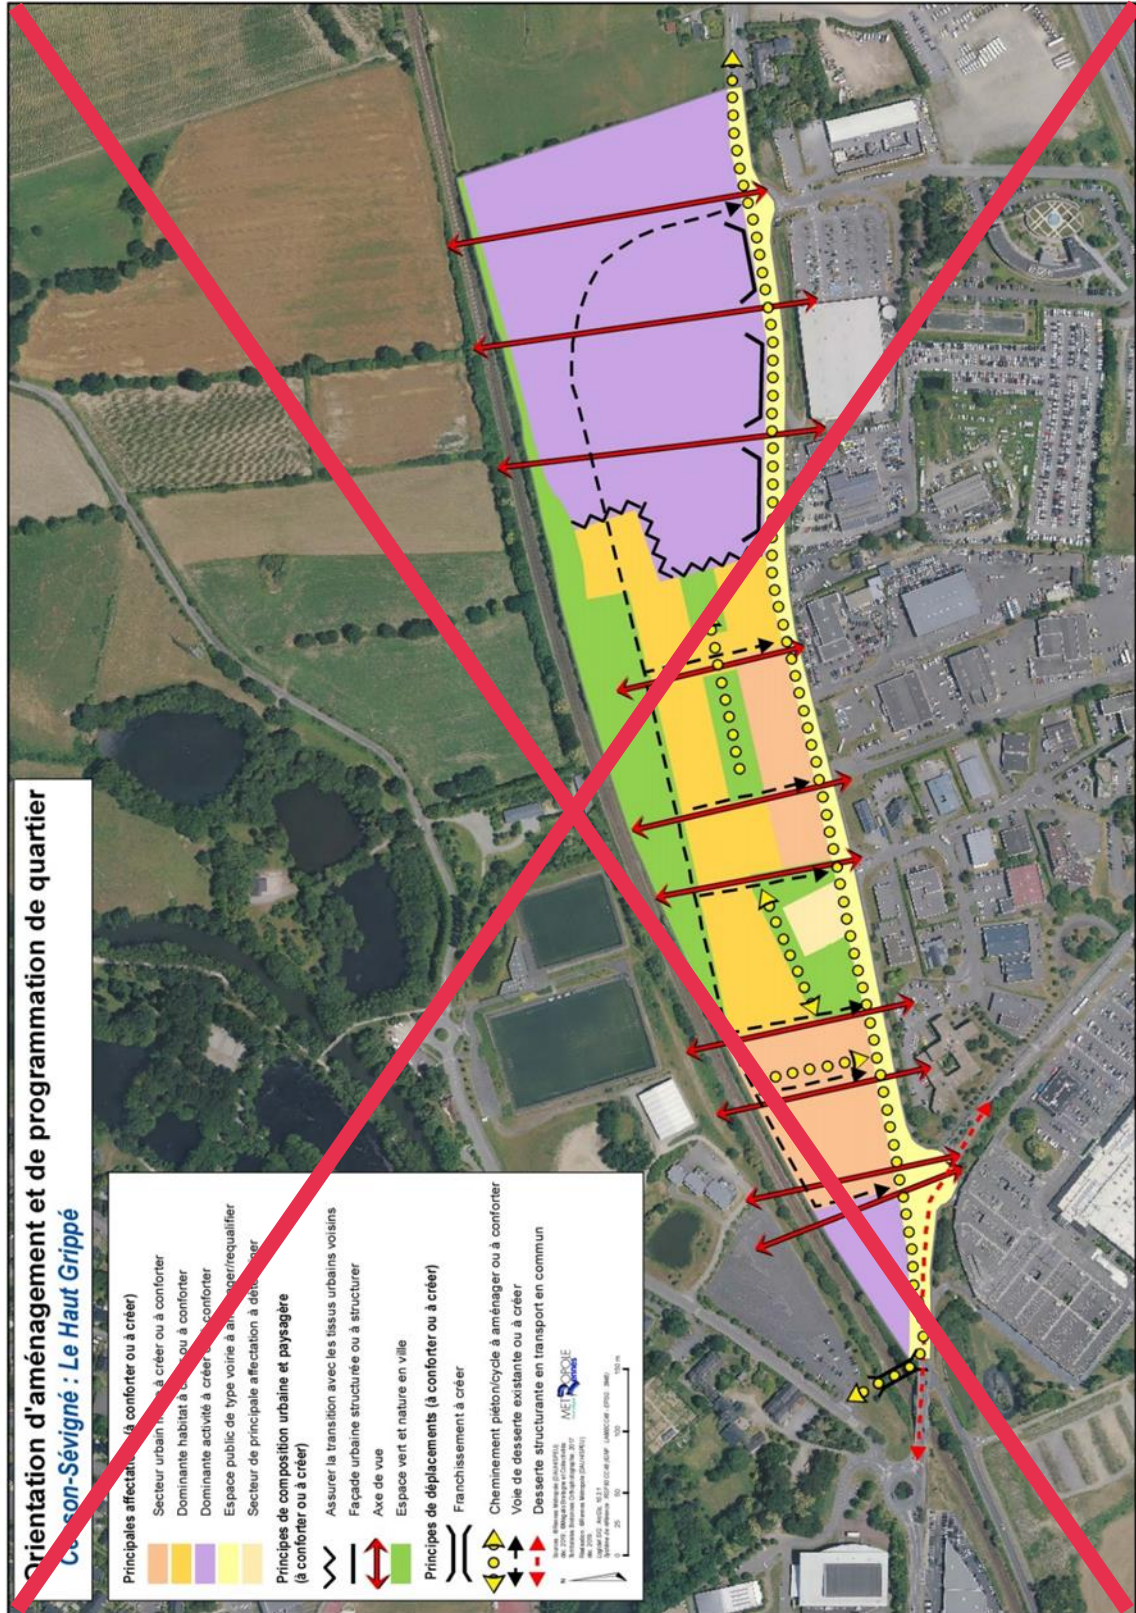 Orientation d'aménagement et de programmation de quartier
Cesson-Sévigné : Le Haut Grippé
Principales affectations (à conforter ou à créer)
Secteur urbain mixte à créer ou à conforter
Dominante habitat à créer ou à conforter
Dominante activité à créer ou à conforter
Espace public de type voirie à aménager/requalifier
Secteur de principale affectation à déterminer
Principes de composition urbaine et paysagère
(à conforter ou à créer)
Assurer la transition avec les tissus urbains voisins
Façade urbaine structurée ou à structurer
Axe de vue
Espace vert et nature en ville
Principes de déplacements (à conforter ou à créer)
Franchissement à créer
Cheminement piéton/cycle à aménager ou à conforter
Voie de desserte existante ou à créer
Desserte structurante en transport en commun
N
0 25 50 100 150 m